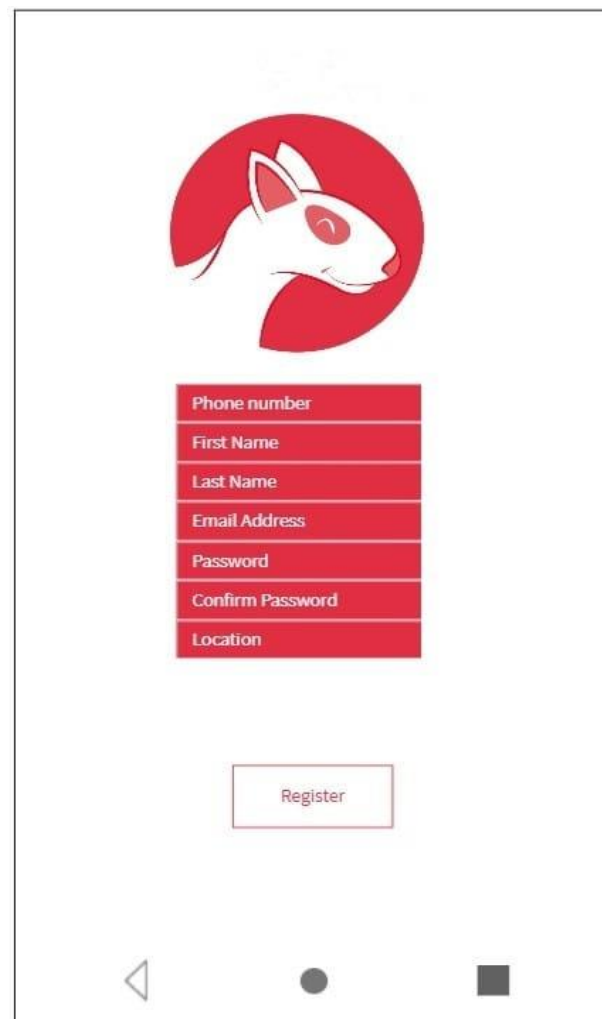 Phone number
First Name
Last Name
Email Address
Password
Confirm Password
Location
Register